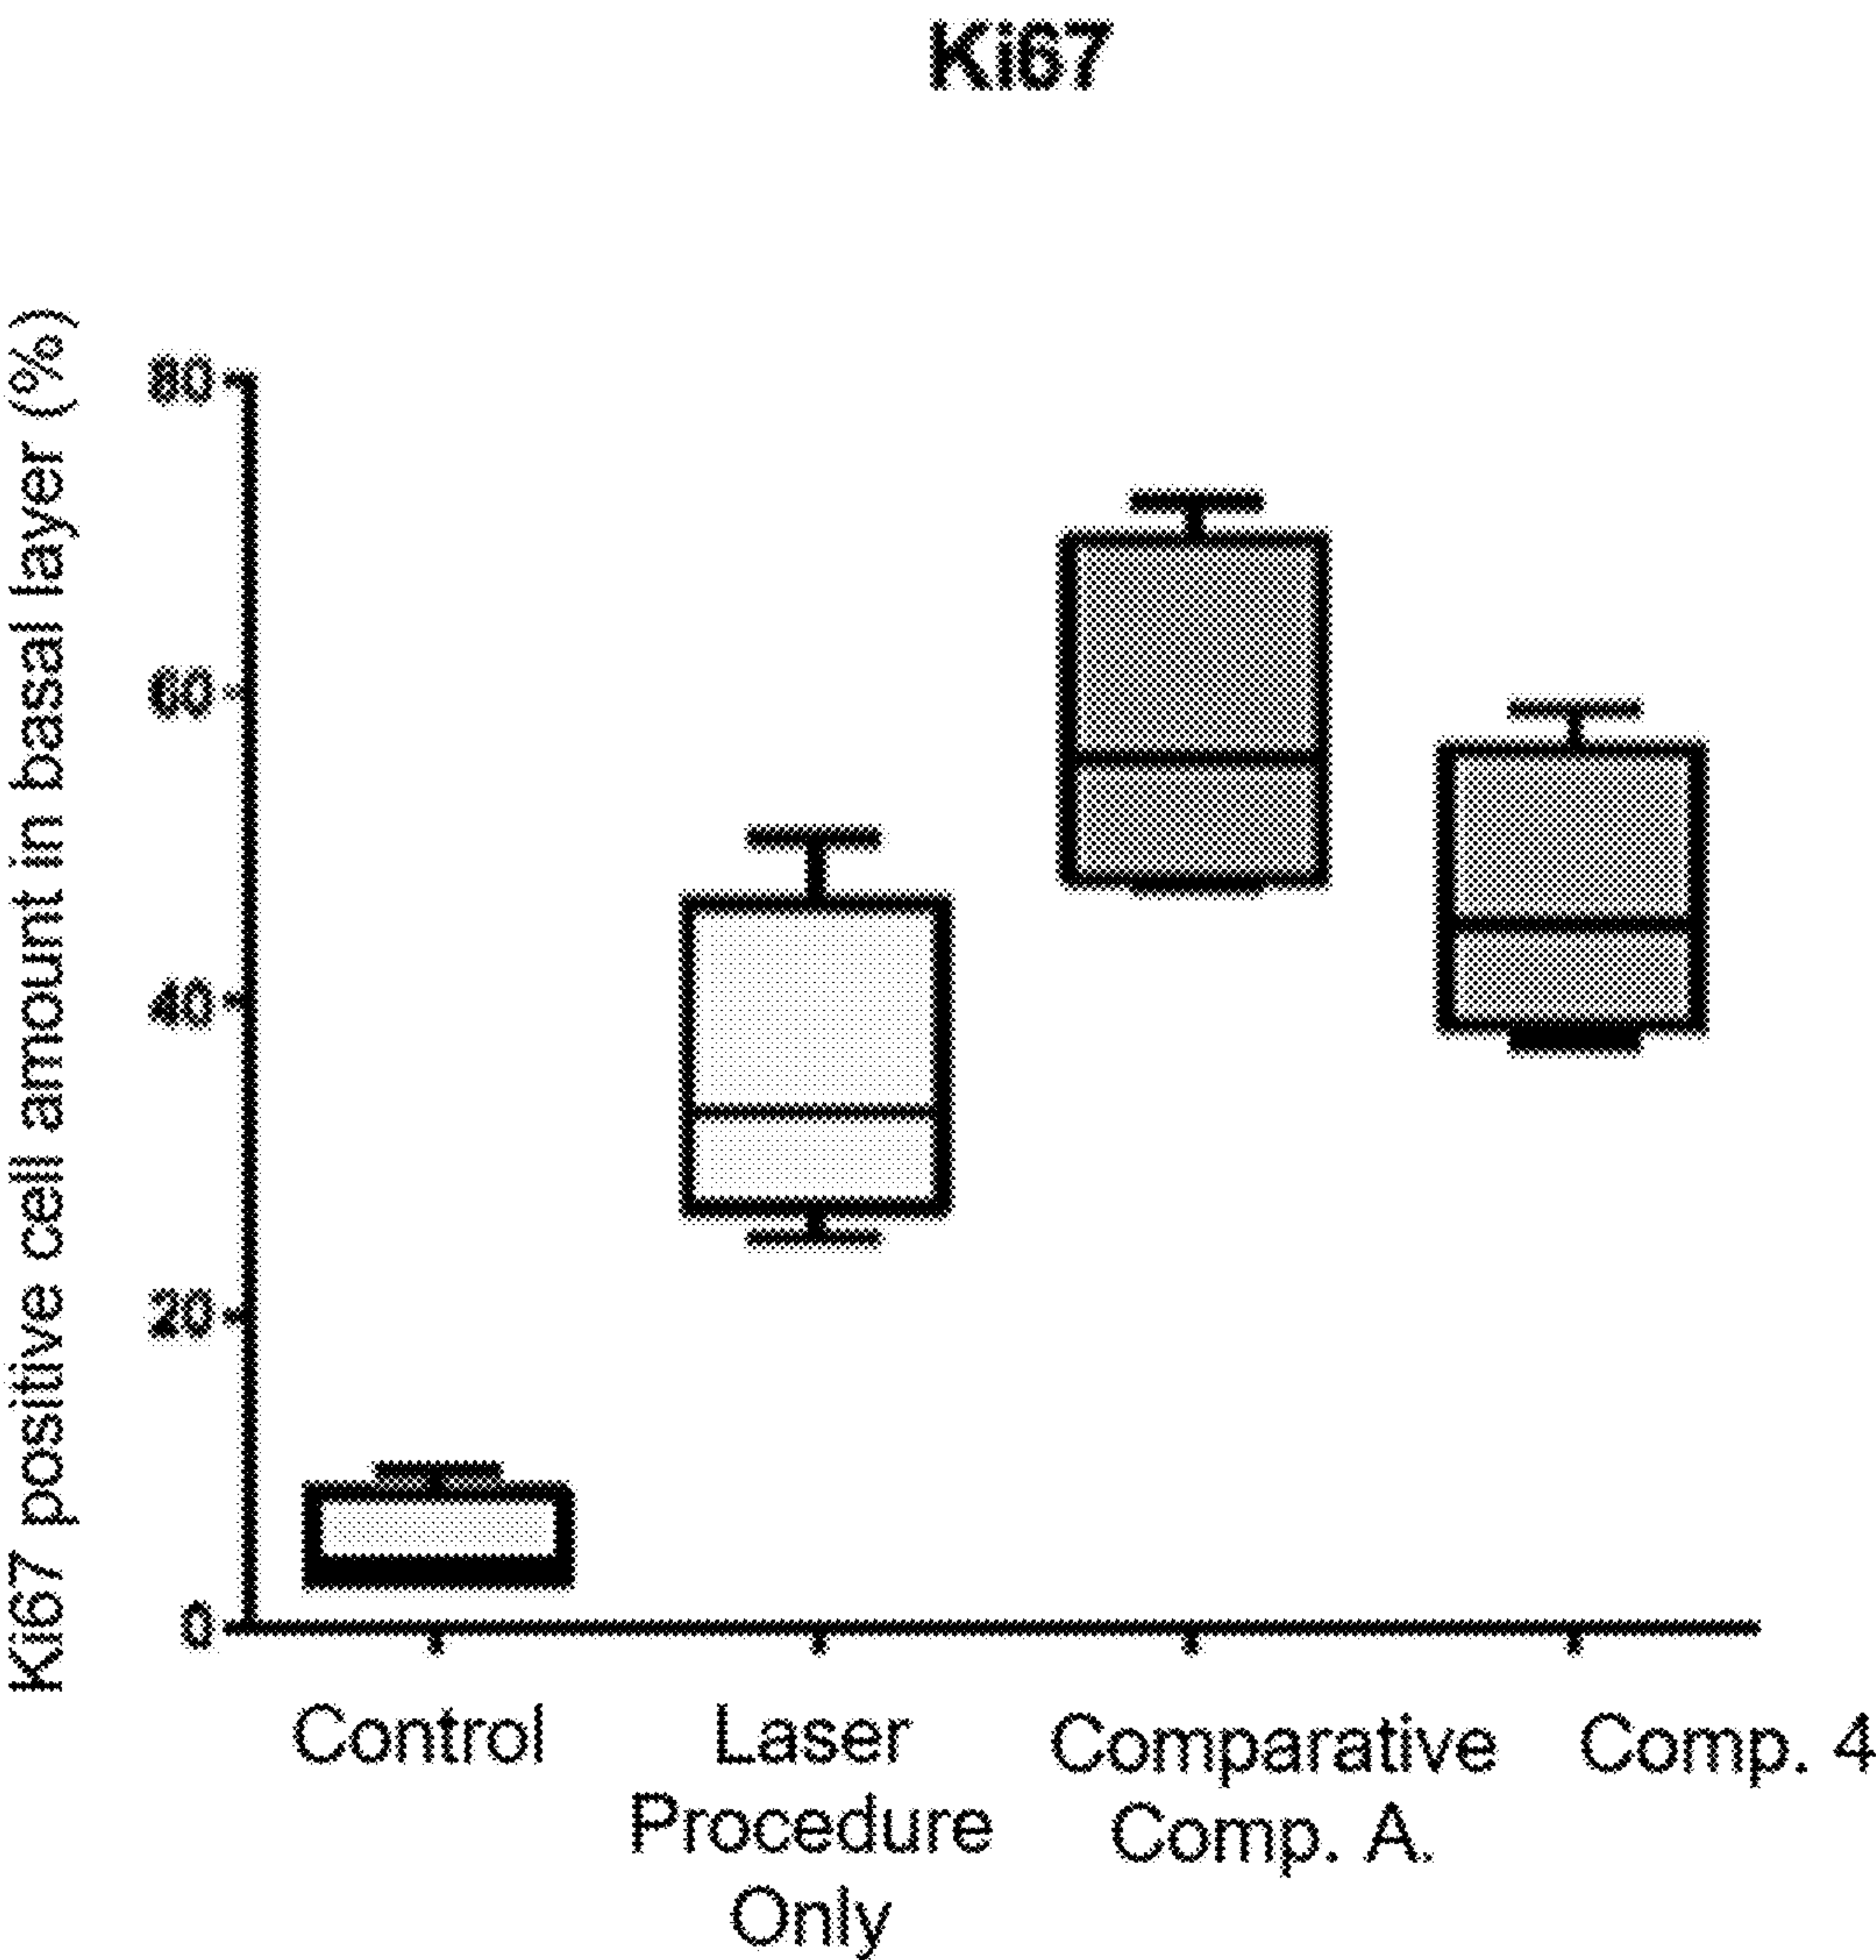 Ki67
Ki67 positive cell amount in basal layer (%)
80
60
40
20
0
Control
Laser
Procedure
Only
Comparative
Comp. A.
Comp. 4